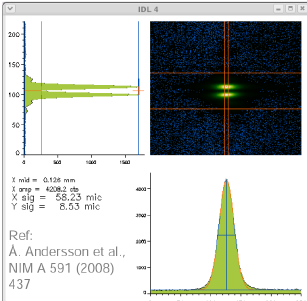 IDL 4
220
200
150
100
50
0
0 500 1000 1500
X mid = 0.126 mm
X amp = 4208.2 cts
X sig = 58.23 mic
Y sig = 8.53 mic
4000
3000
2000
1000
0
Ref:
Å. Andersson et al.,
NIM A 591 (2008)
437